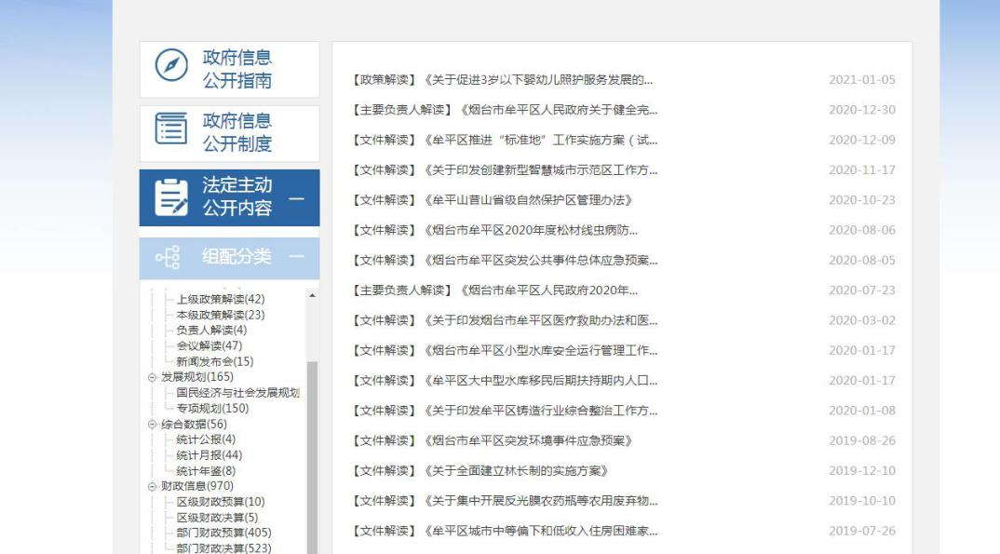 政府信息
公开指南
政府信息
公开制度
法定主动
公开内容
组配分类
上级政策解读(42)
本级政策解读(23)
负责人解读(4)
会议解读(47)
新闻发布会(15)
发展规划(165)
国民经济与社会发展规划
专项规划(150)
综合数据(56)
统计公报(4)
统计月报(44)
统计年鉴(8)
财政信息(970)
区级财政预算(10)
区级财政决算(5)
部门财政预算(405)
部门财政决算(523)
【政策解读】《关于促进3岁以下婴幼儿照护服务发展的... 2021-01-05
【主要负责人解读】《烟台市牟平区人民政府关于健全完... 2020-12-30
【文件解读】《牟平区推进“标准地”工作实施方案（试... 2020-12-09
【文件解读】《关于印发创建新型智慧城市示范区工作方... 2020-11-17
【文件解读】《牟平山昔山省级自然保护区管理办法》 2020-10-23
【文件解读】《烟台市牟平区2020年度松材线虫病防... 2020-08-06
【文件解读】《烟台市牟平区突发公共事件总体应急预案... 2020-08-05
【主要负责人解读】《烟台市牟平区人民政府2020年... 2020-07-23
【文件解读】《关于印发烟台市牟平区医疗救助办法和医... 2020-03-02
【文件解读】《烟台市牟平区小型水库安全运行管理工作... 2020-01-17
【文件解读】《牟平区大中型水库移民后期扶持期内人口... 2020-01-17
【文件解读】《关于印发牟平区铸造行业综合整治工作方... 2020-01-08
【文件解读】《烟台市牟平区突发环境事件应急预案》 2019-08-26
【文件解读】《关于全面建立林长制的实施方案》 2019-12-10
【文件解读】《关于集中开展反光膜农药瓶等农用废弃物... 2019-10-10
【文件解读】《牟平区城市中等偏下和低收入住房困难家... 2019-07-26